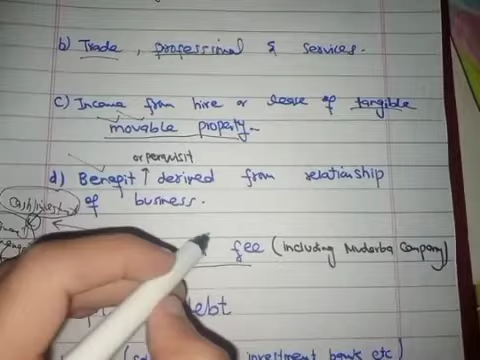 b) Trade, professional & services.
c) Income from hire or lease of tangible
movable property.
or perquisit
d) Benefit ↑ derived from relationship
of business.
fee (including Mudarba Company)
debt
investment bank etc)